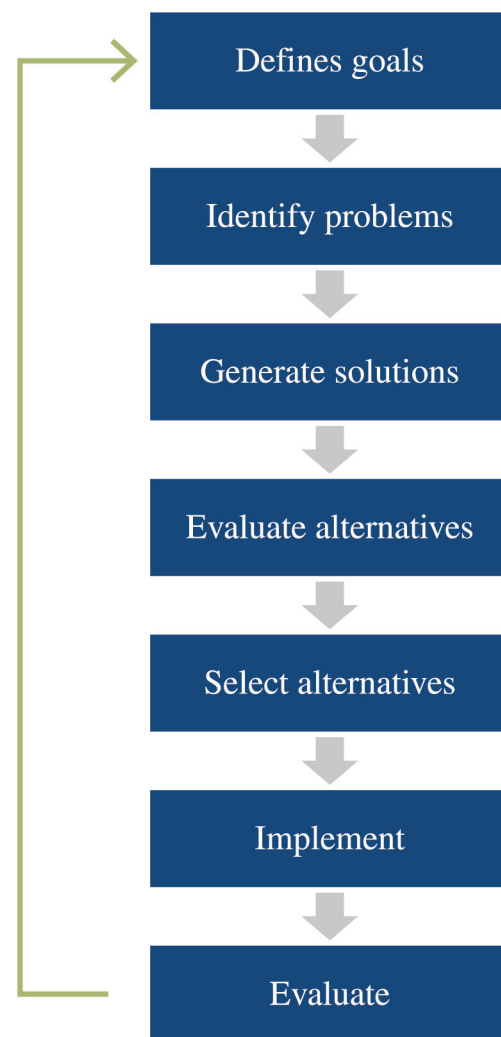 Defines goals
Identify problems
Generate solutions
Evaluate alternatives
Select alternatives
Implement
Evaluate